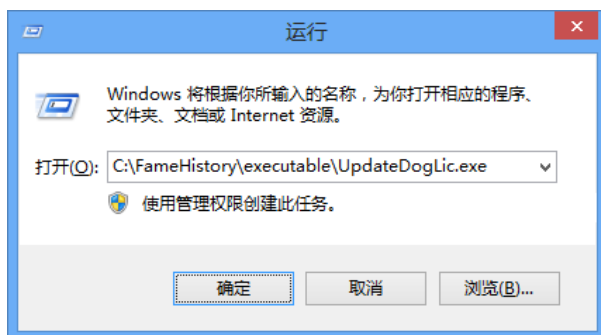 运行
Windows 将根据你所输入的名称，为你打开相应的程序、
文件夹、文档或 Internet 资源。
打开(O): C:\FameHistory\executable\UpdateDogLic.exe
使用管理权限创建此任务。
确定 取消 浏览(B)...